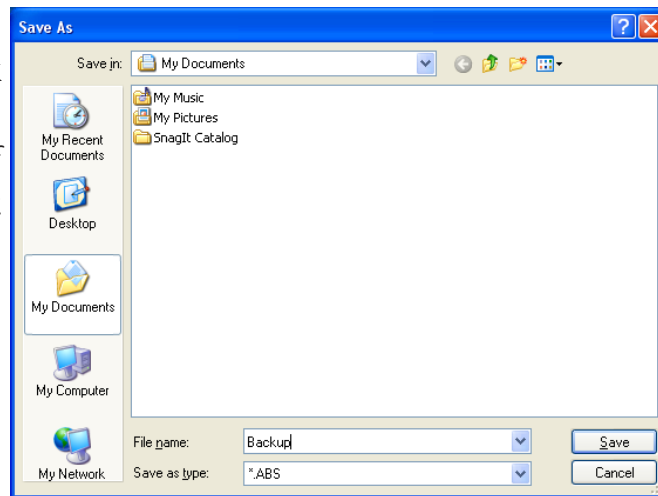 Save As
Save in:
My Documents
My Recent
Documents
Desktop
My Documents
My Computer
My Network
My Music
My Pictures
SnagIt Catalog
File name:
Backup
Save
Save as type:
*.ABS
Cancel